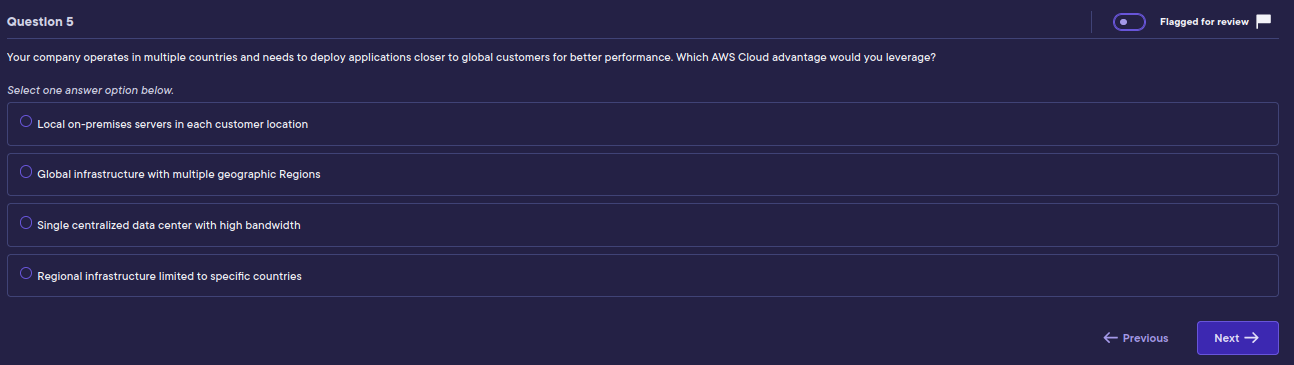 Question 5
Flagged for review
Your company operates in multiple countries and needs to deploy applications closer to global customers for better performance. Which AWS Cloud advantage would you leverage?
Select one answer option below.
Local on-premises servers in each customer location
Global infrastructure with multiple geographic Regions
Single centralized data center with high bandwidth
Regional infrastructure limited to specific countries
Previous
Next